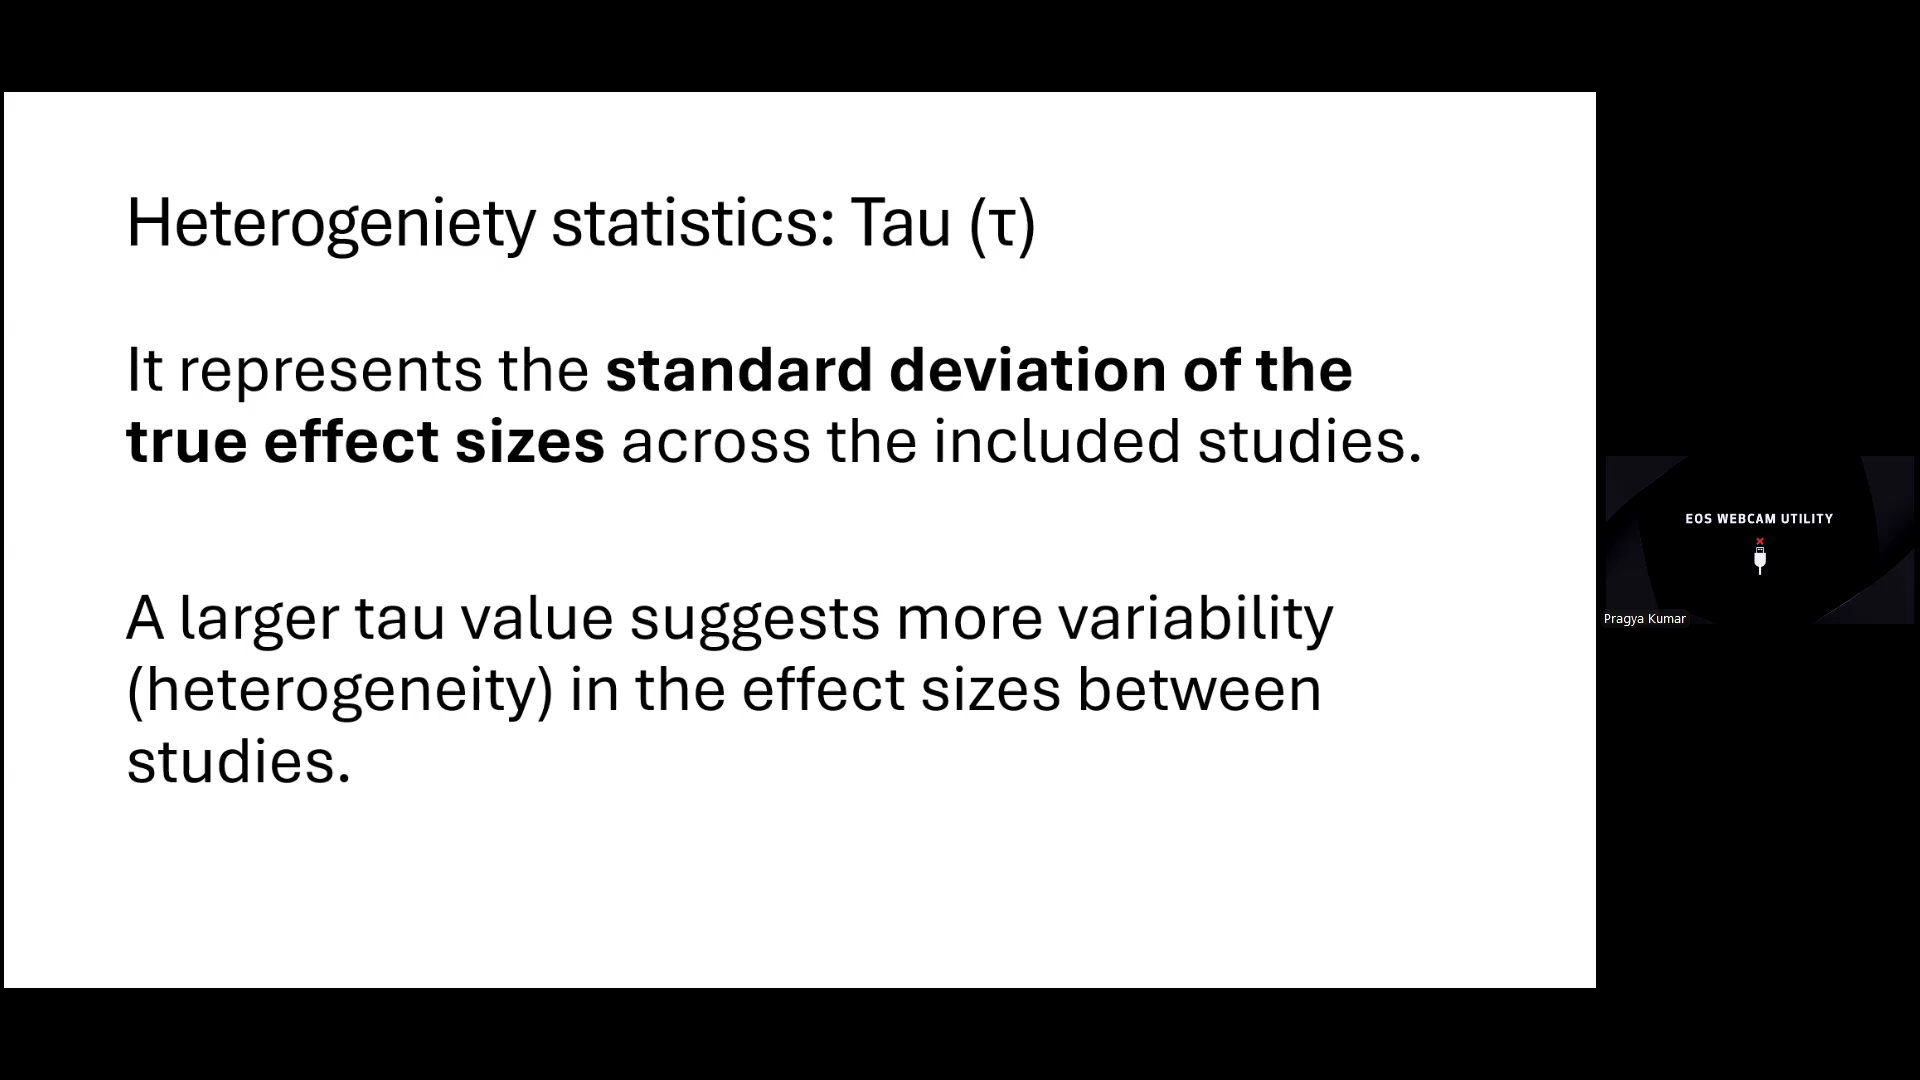 Heterogeniety statistics: Tau (τ)
It represents the standard deviation of the
true effect sizes across the included studies.
A larger tau value suggests more variability
(heterogeneity) in the effect sizes between
studies.
EOS WEBCAM UTILITY
Pragya Kumar